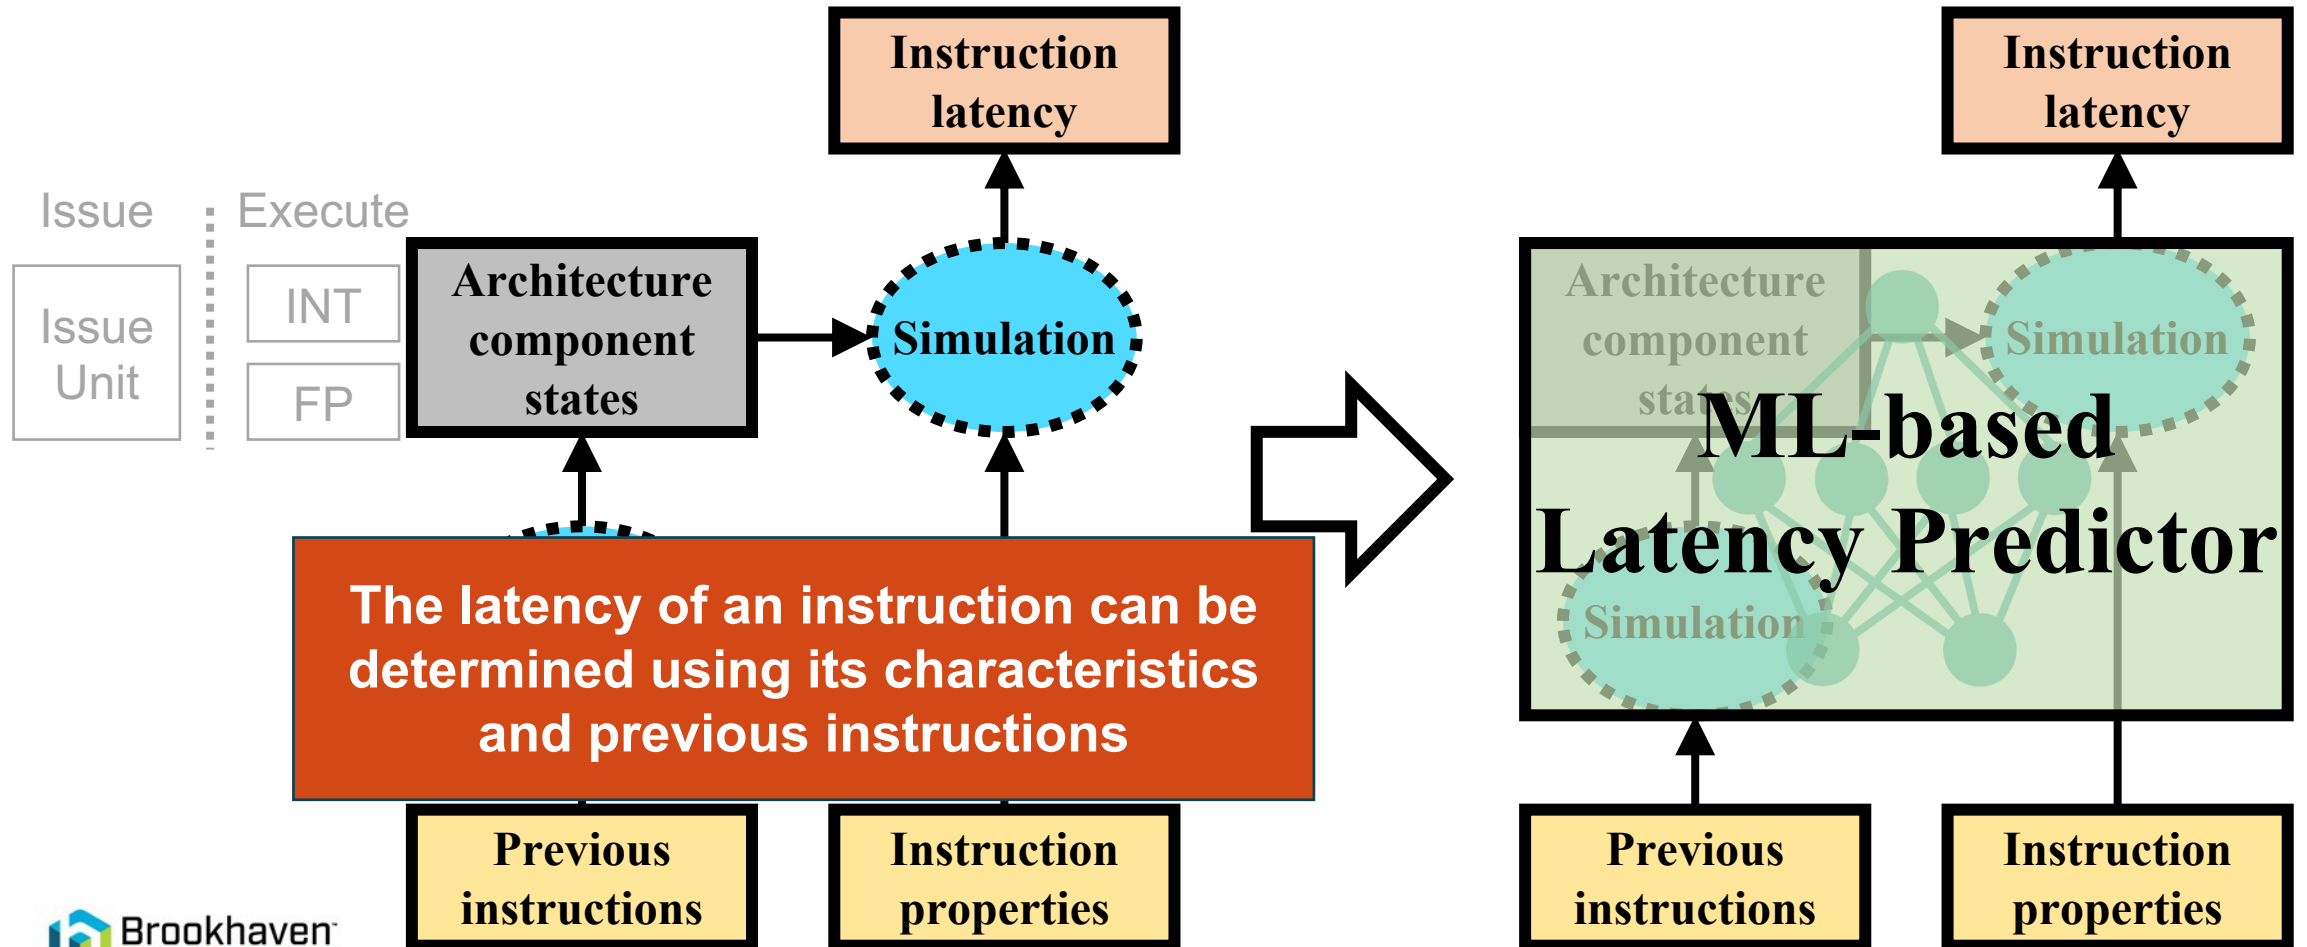 Instruction
latency
Issue
Execute
Issue
Unit
INT
FP
Architecture
component
states
Simulation
The latency of an instruction can be
determined using its characteristics
and previous instructions
Previous
instructions
Instruction
properties
Brookhaven™
Instruction
latency
Architecture
component
states
Simulation
ML-based
Latency Predictor
Simulation
Previous
instructions
Instruction
properties